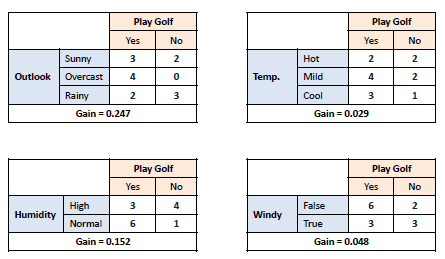 Play Golf
Yes No
Outlook
Sunny 3 2
Overcast 4 0
Rainy 2 3
Gain = 0.247
Play Golf
Yes No
Temp.
Hot 2 2
Mild 4 2
Cool 3 1
Gain = 0.029
Play Golf
Yes No
Humidity
High 3 4
Normal 6 1
Gain = 0.152
Play Golf
Yes No
Windy
False 6 2
True 3 3
Gain = 0.048